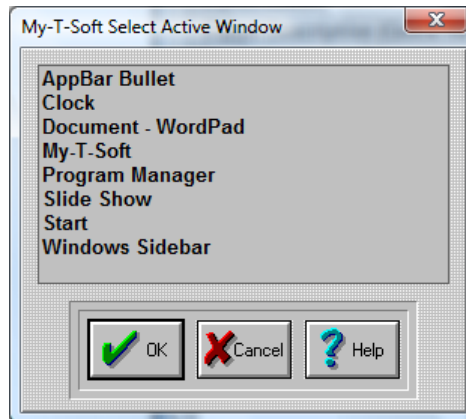 My-T-Soft Select Active Window
AppBar Bullet
Clock
Document - WordPad
My-T-Soft
Program Manager
Slide Show
Start
Windows Sidebar
OK
Cancel
Help